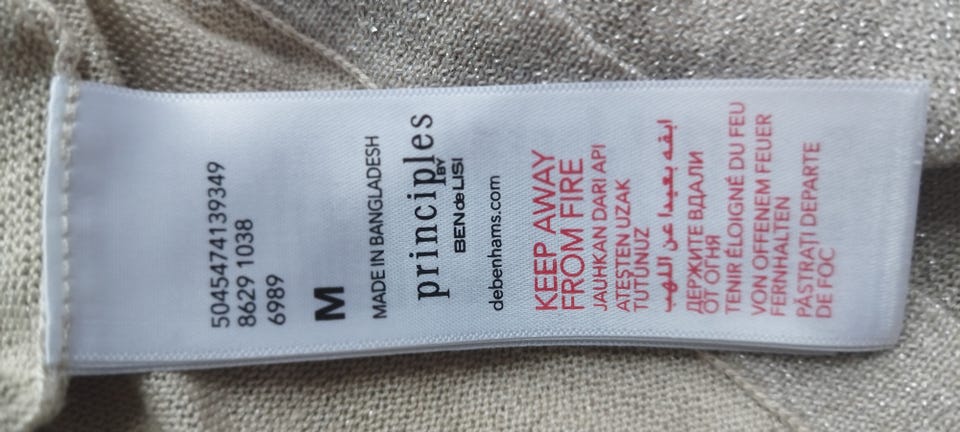 5045474139349
8629 1038
6989
M
MADE IN BANGLADESH
principles
BY
BEN de LISI
debenhams.com
KEEP AWAY
FROM FIRE
JAUHKAN DARI API
ATEŞTEN UZAK
TUTUNUZ
ابقه بعيدا عن اللهب
ДЕРЖИТЕ ВДАЛИ
ОТ ОГНЯ
TENIR ÉLOIGNÉ DU FEU
VON OFFENEM FEUER
FERNHALTEN
PĂSTRATI DEPARTE
DE FOC